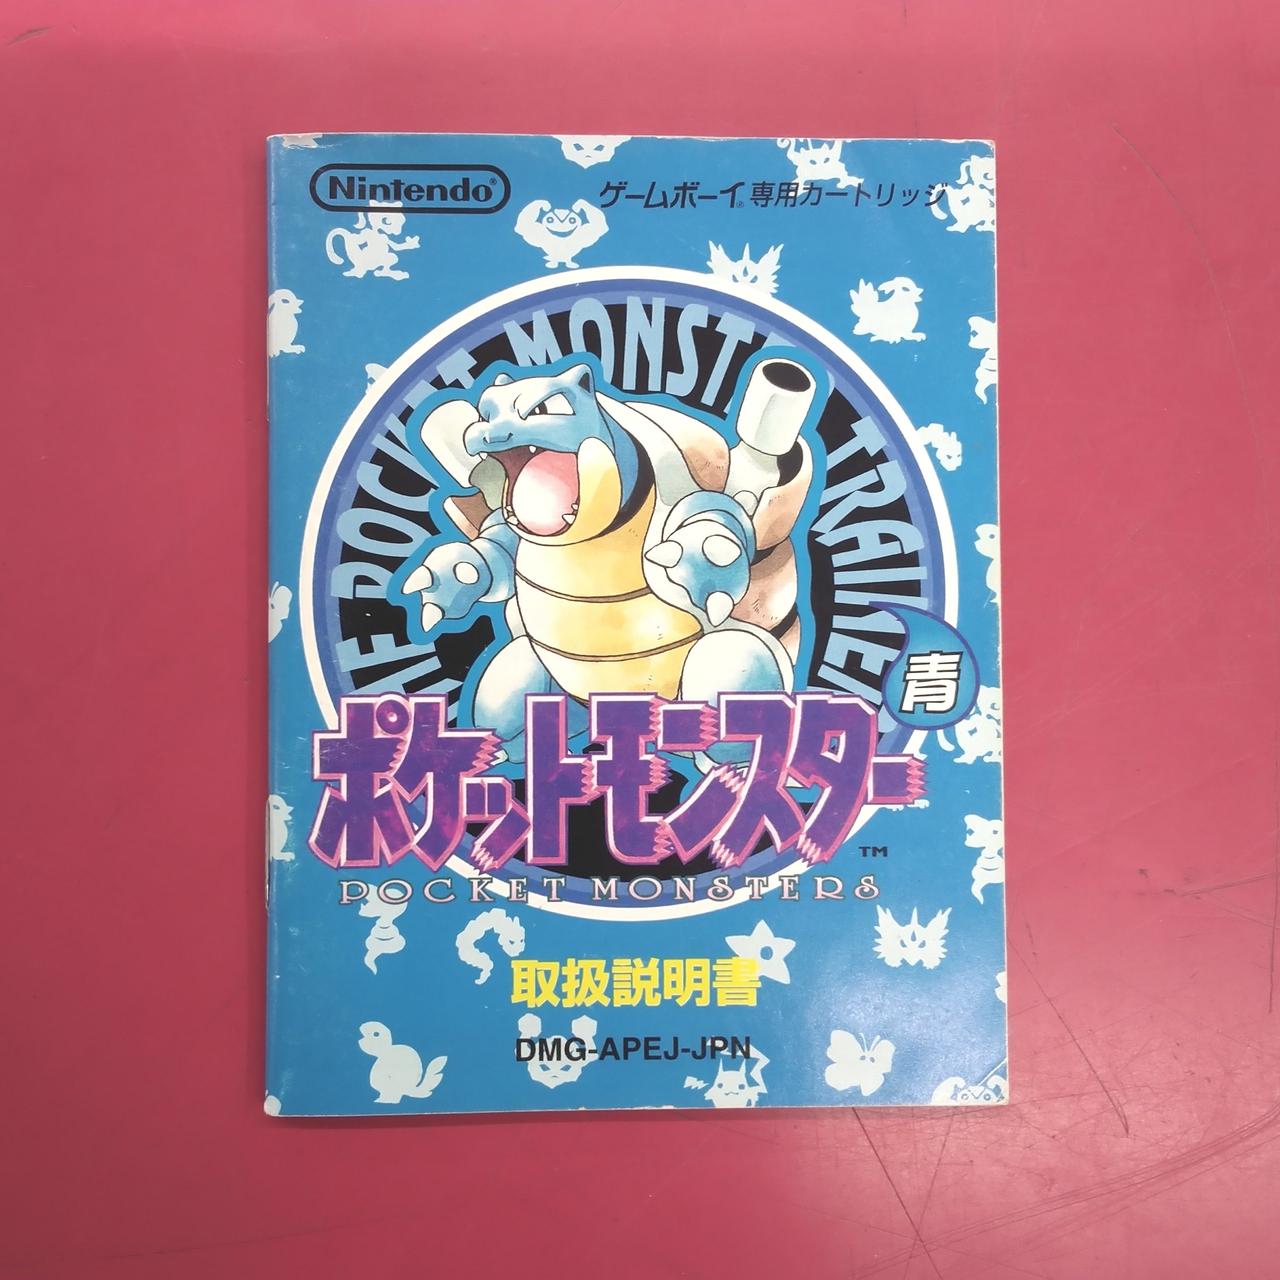 Nintendo®
ゲームボーイ®専用カートリッジ
POCKET MONSTER TRAINER
青
ポケットモンスター™
POCKET MONSTERS
取扱説明書
DMG-APEJ-JPN